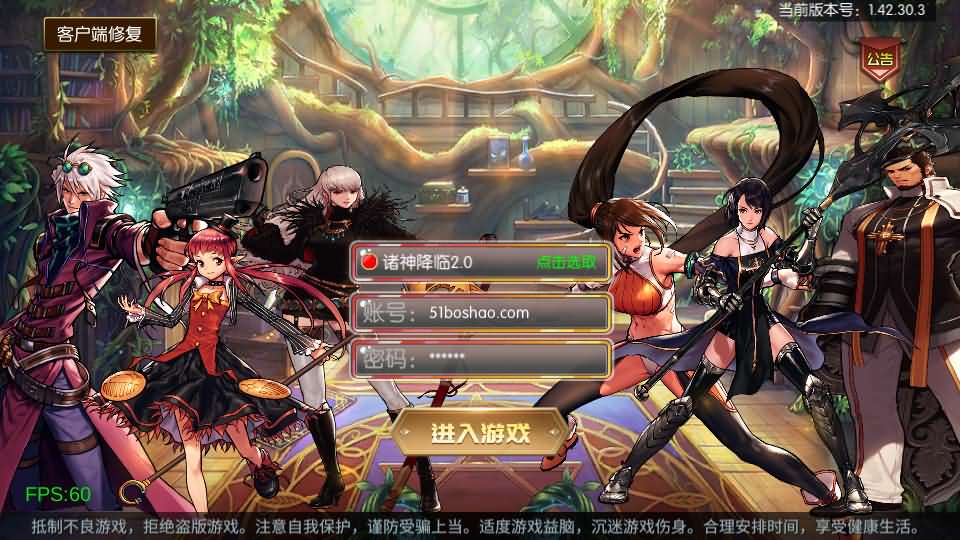 当前版本号：1.42.30.3
客户端修复
公告
诸神降临2.0 点击选取
账号：51boshao.com
密码：******
进入游戏
FPS:60
抵制不良游戏，拒绝盗版游戏。注意自我保护，谨防受骗上当。适度游戏益脑，沉迷游戏伤身。合理安排时间，享受健康生活。